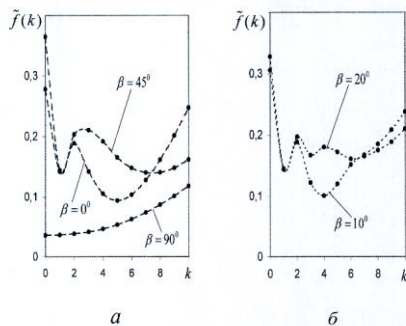 f̃(k)
0,3
0,2
0,1
0
β = 45⁰
β = 0⁰
β = 90⁰
0 2 4 6 8 k
а
f̃(k)
0,3
0,2
0,1
0
β = 20⁰
β = 10⁰
0 2 4 6 8 k
б